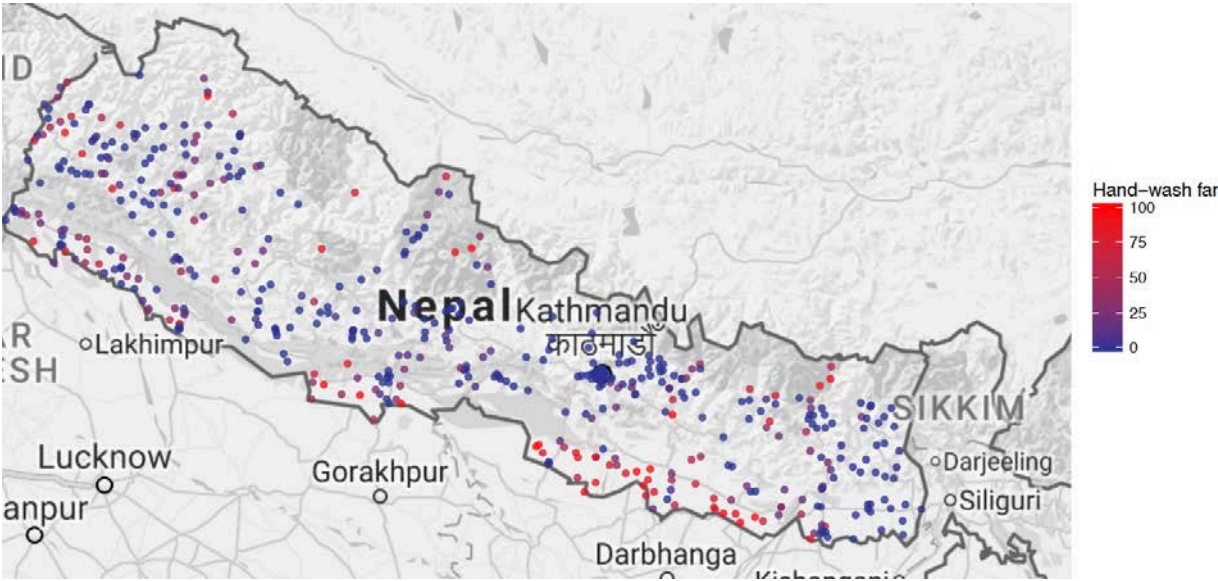 ID
Hand-wash far
100
75
50
25
0
Nepal
Kathmandu
काठमाडौं
AR
ESH
Lakhimpur
SIKKIM
Lucknow
Gorakhpur
Darjeeling
Siliguri
anpur
Darbhanga